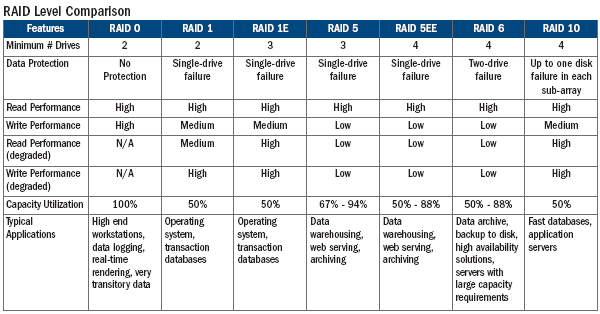 RAID Level Comparison
Features RAID 0 RAID 1 RAID 1E RAID 5 RAID 5EE RAID 6 RAID 10
Minimum # Drives 2 2 3 3 4 4 4
Data Protection No Single-drive Single-drive Single-drive Single-drive Two-drive Up to one disk
Protection failure failure failure failure failure failure in each
sub-array
Read Performance High High High High High High High
Write Performance High Medium Medium Low Low Low Medium
Read Performance N/A Medium High Low Low Low High
(degraded)
Write Performance N/A High High Low Low Low High
(degraded)
Capacity Utilization 100% 50% 50% 67% - 94% 50% - 88% 50% - 88% 50%
Typical High end Operating Operating Data Data Data archive, Fast databases,
Applications workstations, system, system, warehousing, warehousing, backup to disk, application
data logging, transaction transaction web serving, web serving, high availability servers
real-time databases databases archiving archiving solutions,
rendering, very servers with
transitory data large capacity
requirements